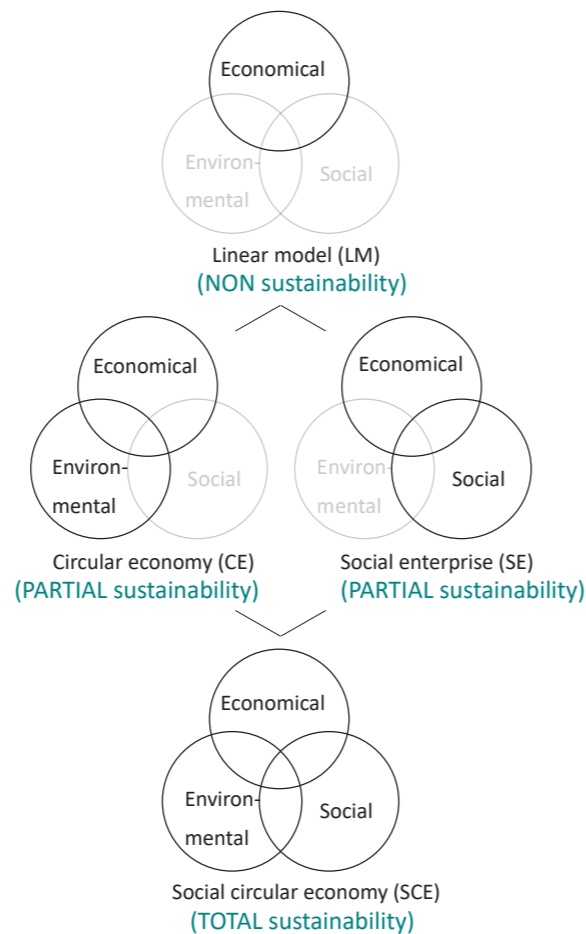 Economical
Environ-
mental
Social
Linear model (LM)
(NON sustainability)
Economical
Environ-
mental
Social
Circular economy (CE)
(PARTIAL sustainability)
Economical
Environ-
mental
Social
Social enterprise (SE)
(PARTIAL sustainability)
Economical
Environ-
mental
Social
Social circular economy (SCE)
(TOTAL sustainability)